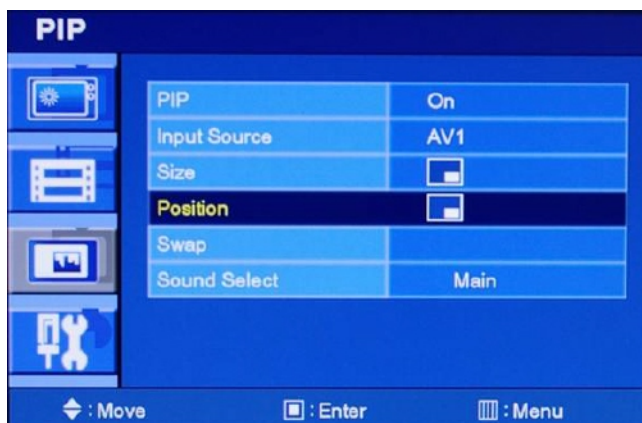 PIP
PIP On
Input Source AV1
Size
Position
Swap
Sound Select Main
: Move : Enter : Menu